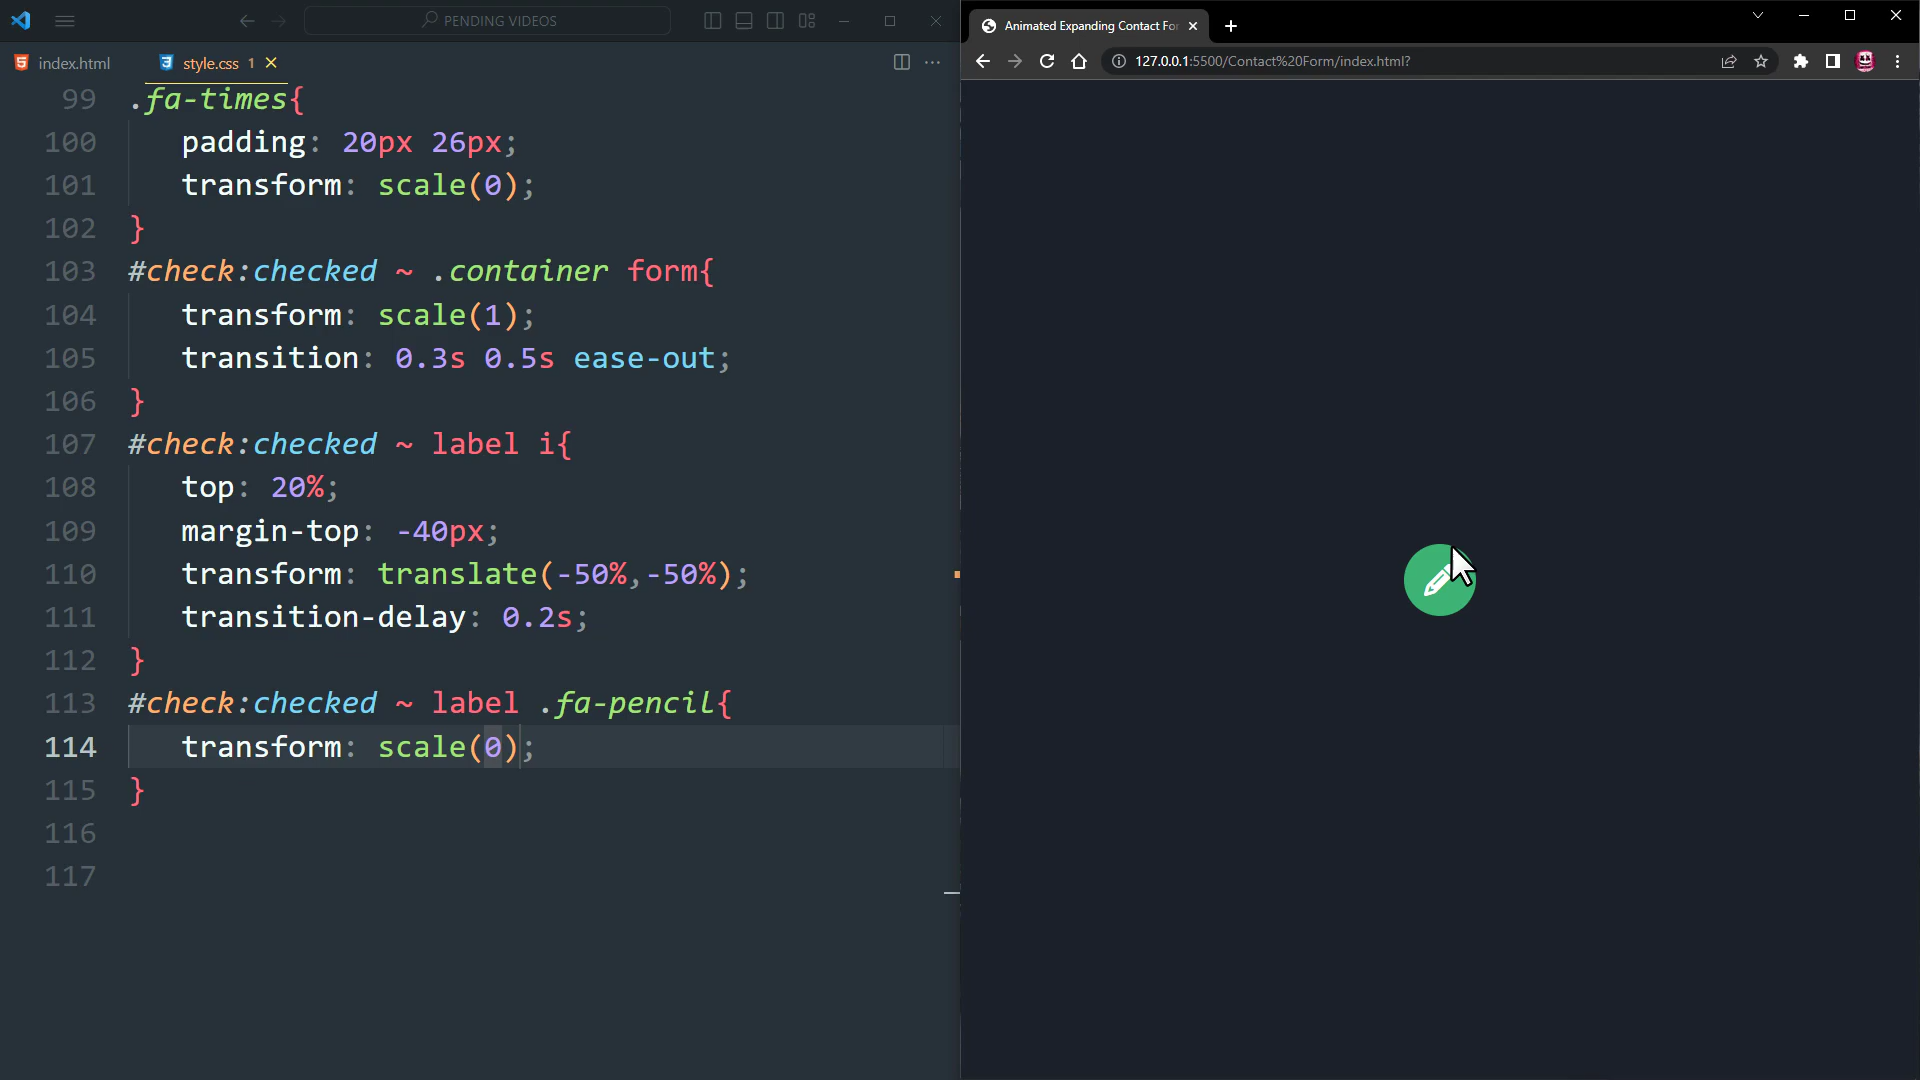 PENDING VIDEOS
index.html
style.css 1
99 .fa-times{
100 padding: 20px 26px;
101 transform: scale(0);
102 }
103 #check:checked ~ .container form{
104 transform: scale(1);
105 transition: 0.3s 0.5s ease-out;
106 }
107 #check:checked ~ label i{
108 top: 20%;
109 margin-top: -40px;
110 transform: translate(-50%,-50%);
111 transition-delay: 0.2s;
112 }
113 #check:checked ~ label .fa-pencil{
114 transform: scale(0);
115 }
116
117
Animated Expanding Contact For
127.0.0.1:5500/Contact%20Form/index.html?